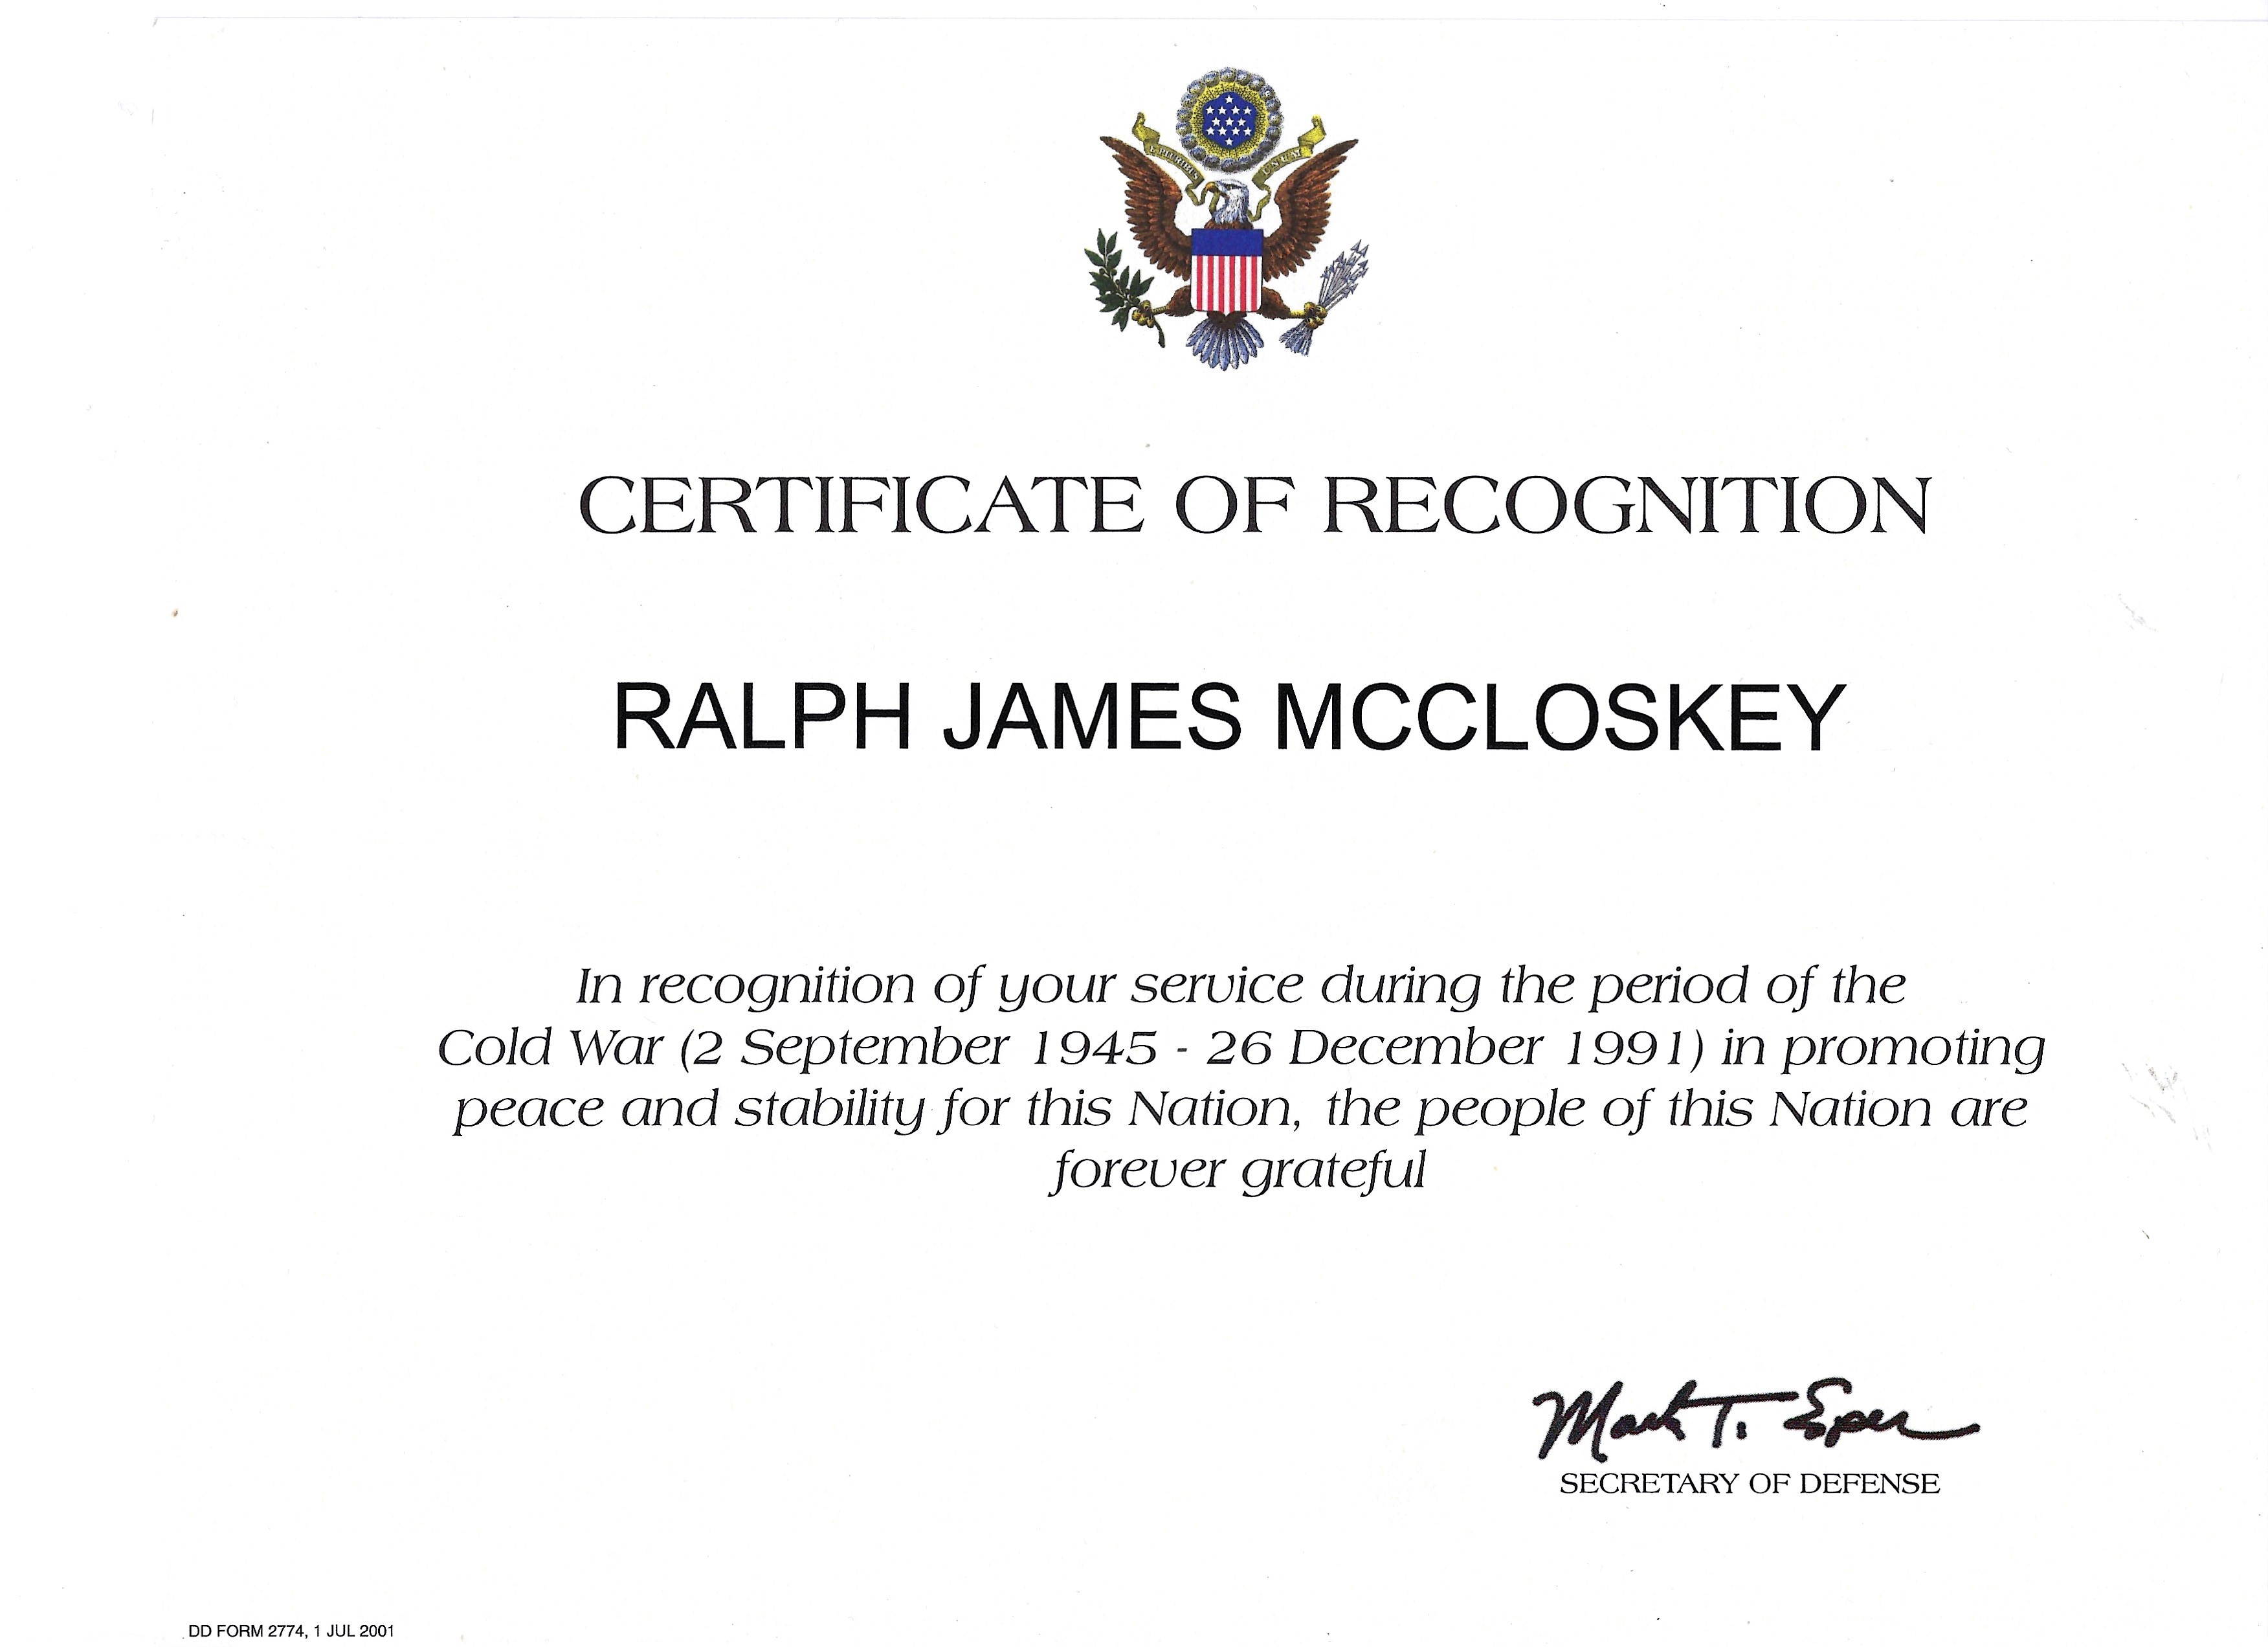 E PLURIBUS UNUM
CERTIFICATE OF RECOGNITION
RALPH JAMES MCCLOSKEY
In recognition of your service during the period of the
Cold War (2 September 1945 - 26 December 1991) in promoting
peace and stability for this Nation, the people of this Nation are
forever grateful
Mark T. Esper
SECRETARY OF DEFENSE
DD FORM 2774, 1 JUL 2001